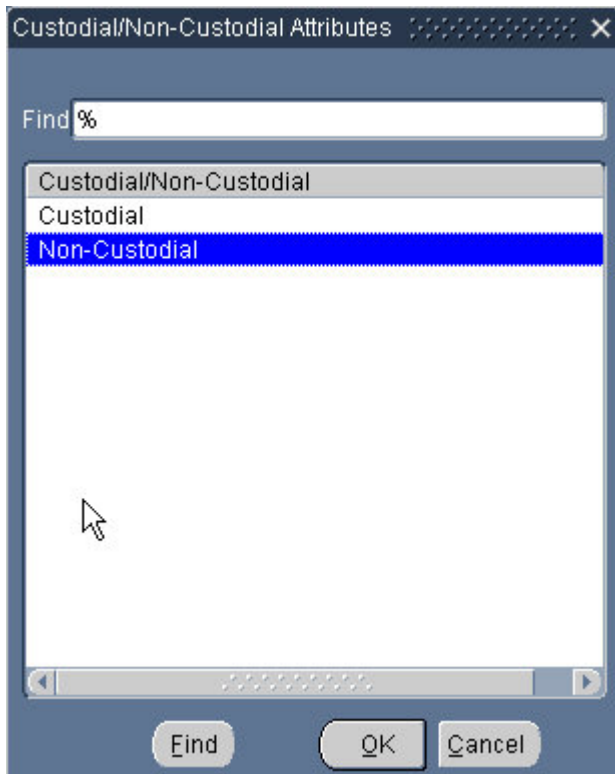 Custodial/Non-Custodial Attributes
Find %
Custodial/Non-Custodial
Custodial
Non-Custodial
Find OK Cancel